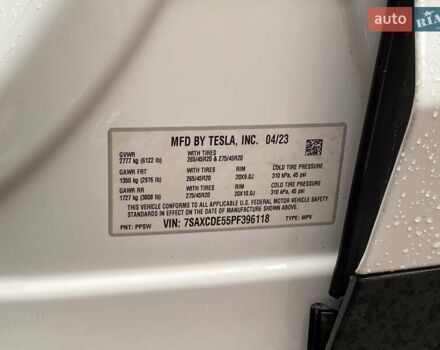 auto RIA
MFD BY TESLA, INC. 04/23
GVWR WITH TIRES
2777 kg (6122 lb) 265/45R20 & 275/45R20
GAWR FRT WITH TIRES RIM COLD TIRE PRESSURE
1350 kg (2976 lb) 265/45R20 20X9.0J 310 kPa, 45 psi
GAWR RR WITH TIRES RIM COLD TIRE PRESSURE
1727 kg (3808 lb) 275/45R20 20X10.0J 310 kPa, 45 psi
THIS VEHICLE CONFORMS TO ALL APPLICABLE FEDERAL MOTOR VEHICLE SAFETY
STANDARDS IN EFFECT ON THE DATE OF MANUFACTURE SHOWN ABOVE.
PNT: PPSW VIN: 7SAXCDE55PF396118 TYPE: MPV